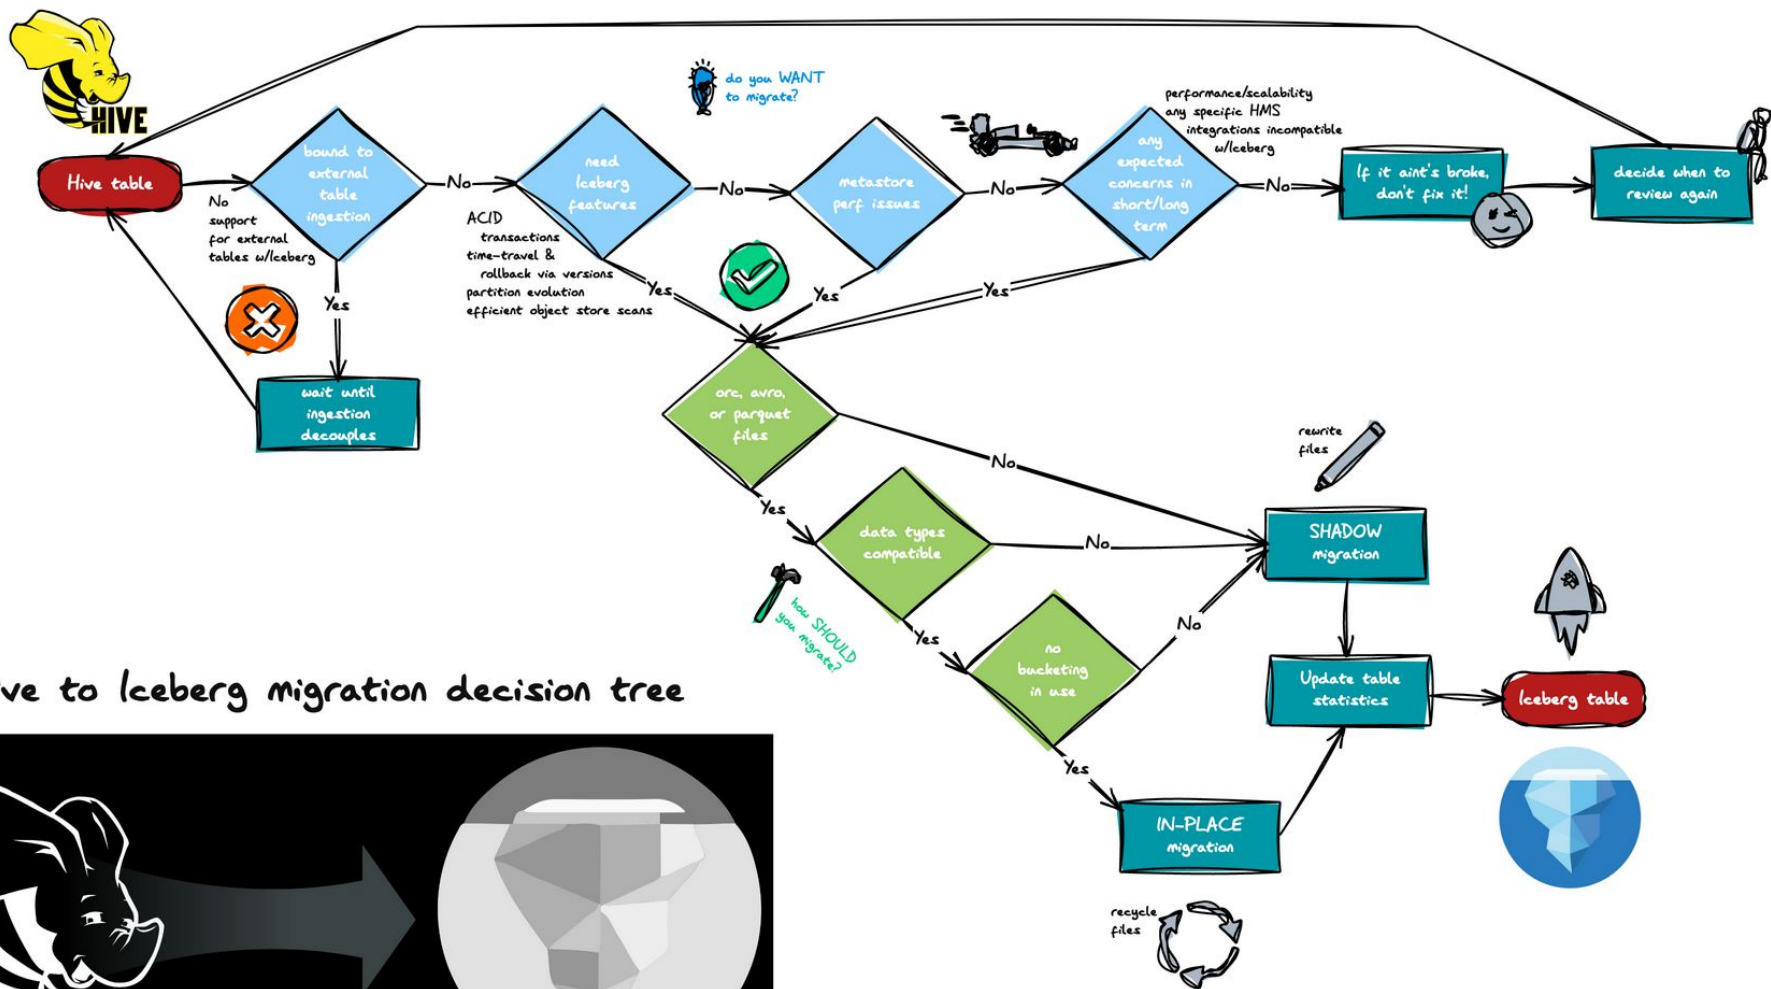 HIVE
do you WANT
to migrate?
performance/scalability
any specific HMS
integrations incompatible
w/Iceberg
Hive table
bound to
external
table
ingestion
No
need
Iceberg
features
No
metastore
perf issues
No
any
expected
concerns in
short/long
term
No
If it aint's broke,
don't fix it!
decide when to
review again
No
support
for external
tables w/Iceberg
ACID
transactions
time-travel &
rollback via versions
partition evolution
efficient object store scans
Yes
Yes
Yes
Yes
wait until
ingestion
decouples
orc, avro,
or parquet
files
No
rewrite
files
Yes
data types
compatible
No
SHADOW
migration
how SHOULD
you migrate?
Yes
No
no
bucketing
in use
Update table
statistics
Iceberg table
ve to Iceberg migration decision tree
Yes
IN-PLACE
migration
recycle
files